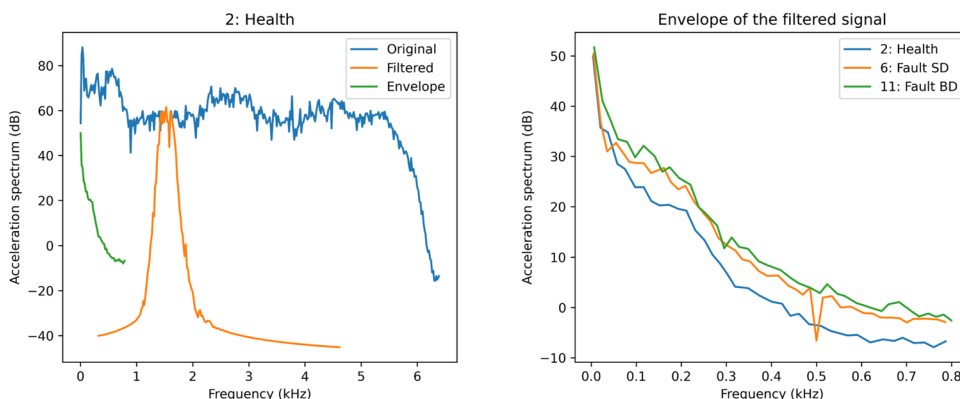 2: Health
Acceleration spectrum (dB)
80
60
40
20
0
−20
−40
Original
Filtered
Envelope
0 1 2 3 4 5 6
Frequency (kHz)
Envelope of the filtered signal
Acceleration spectrum (dB)
50
40
30
20
10
0
−10
2: Health
6: Fault SD
11: Fault BD
0.0 0.1 0.2 0.3 0.4 0.5 0.6 0.7 0.8
Frequency (kHz)